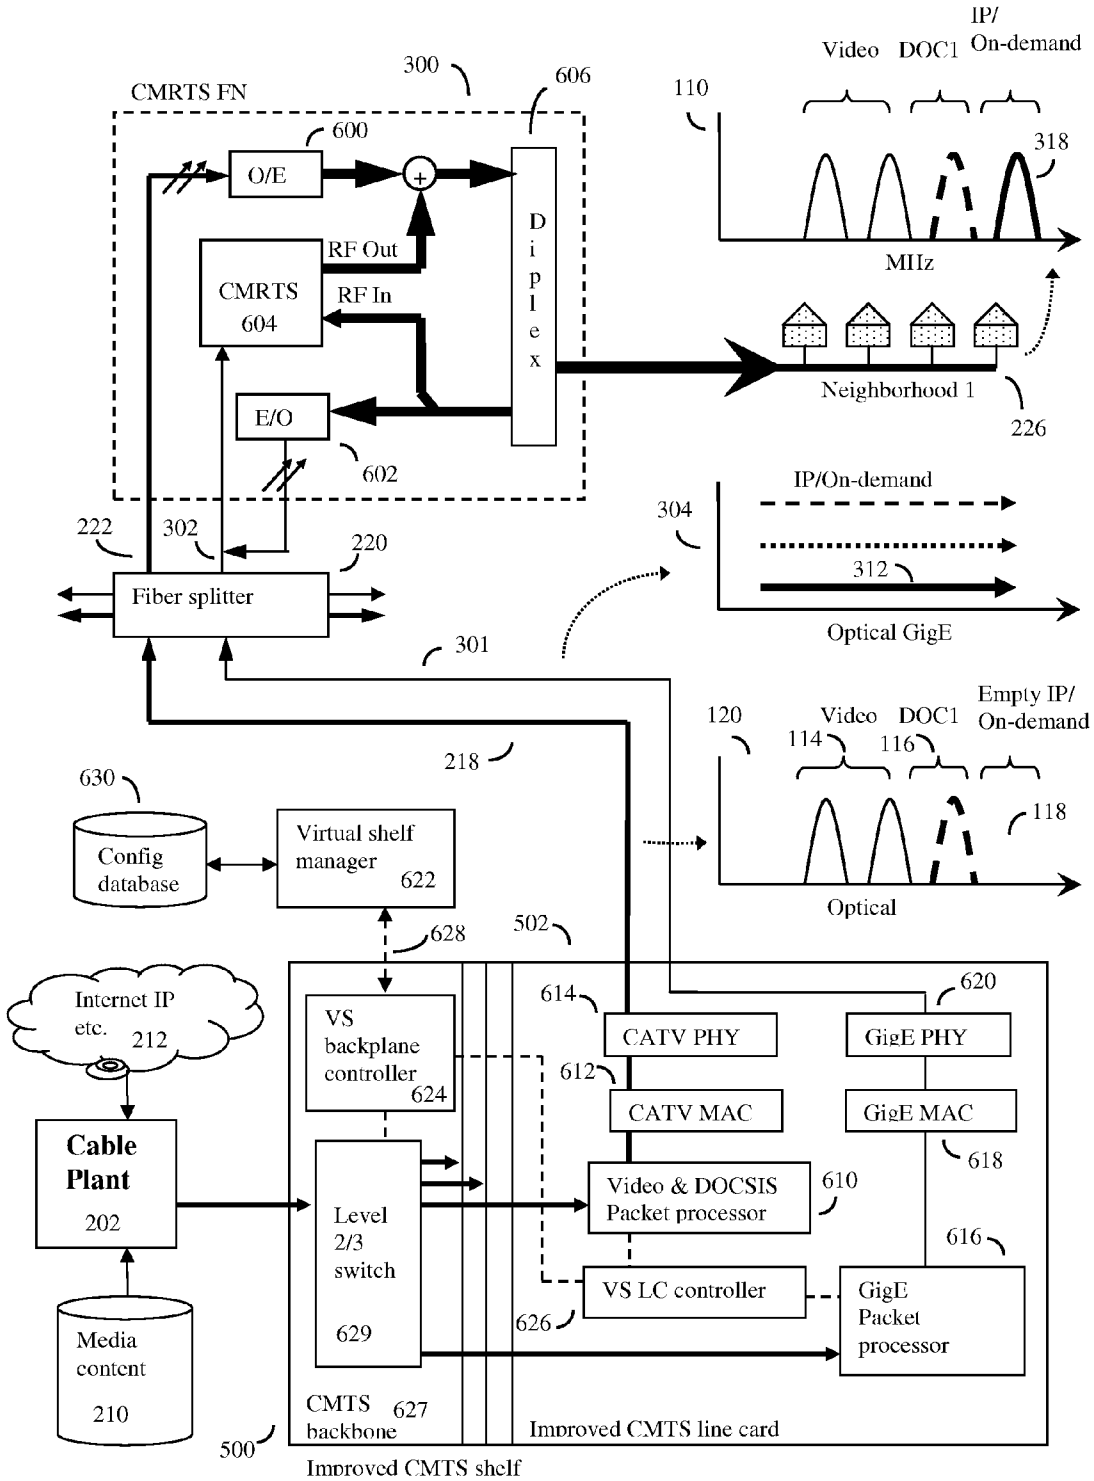 IP/
On-demand
Video
DOC1
110
318
MHz
CMRTS FN
300
606
600
O/E
+
Diplex
RF Out
RF In
CMRTS
604
E/O
602
Neighborhood 1
226
222
302
220
Fiber splitter
304
IP/On-demand
312
Optical GigE
301
218
120
Video
DOC1
Empty IP/
On-demand
114
116
118
Optical
630
Config
database
Virtual shelf
manager
622
628
502
Internet IP
etc.
212
VS
backplane
controller
624
614
CATV PHY
620
GigE PHY
612
CATV MAC
GigE MAC
618
Cable
Plant
202
Level
2/3
switch
629
Video & DOCSIS
Packet processor
610
616
VS LC controller
626
GigE
Packet
processor
Media
content
210
CMTS
backbone
627
500
Improved CMTS line card
Improved CMTS shelf